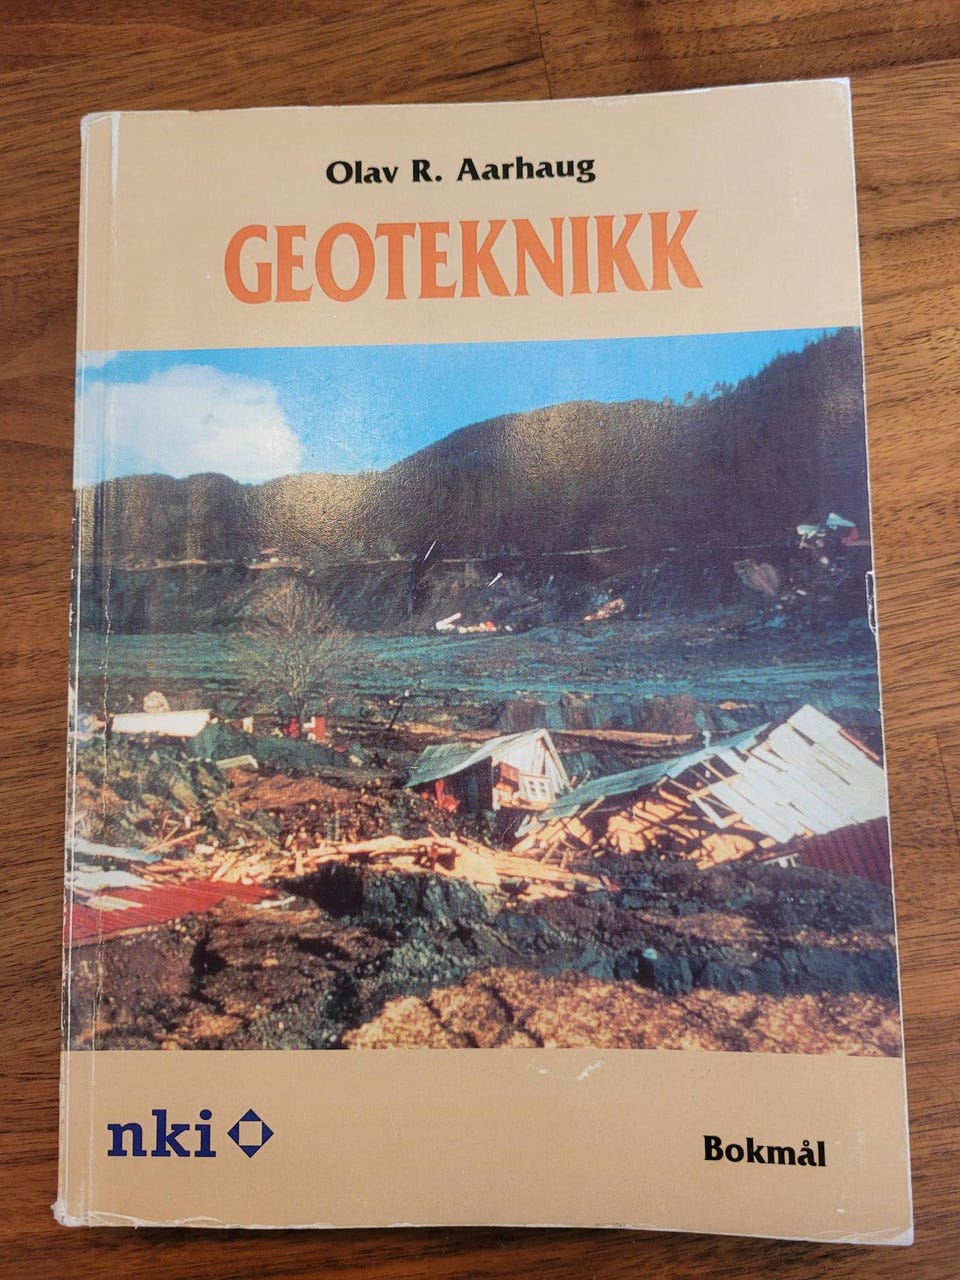 Olav R. Aarhaug
GEOTEKNIKK
nki
Bokmål